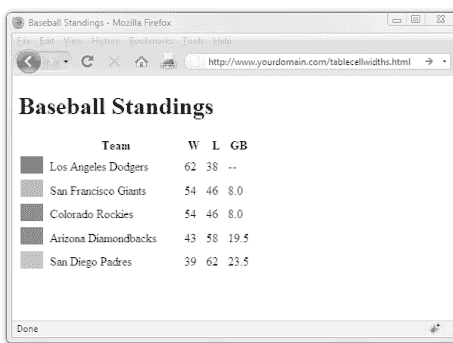 Baseball Standings - Mozilla Firefox
File Edit View History Bookmarks Tools Help
http://www.yourdomain.com/tablecellwidths.html
Baseball Standings
Team W L GB
Los Angeles Dodgers 62 38 --
San Francisco Giants 54 46 8.0
Colorado Rockies 54 46 8.0
Arizona Diamondbacks 43 58 19.5
San Diego Padres 39 62 23.5
Done